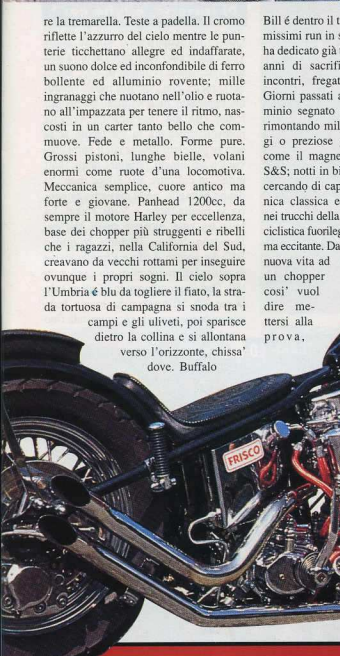 re la tremarella. Teste a padella. Il cromo
riflette l'azzurro del cielo mentre le pun-
terie ticchettano allegre ed indaffarate,
un suono dolce ed inconfondibile di ferro
bollente ed alluminio rovente; mille
ingranaggi che nuotano nell'olio e ruota-
no all'impazzata per tenere il ritmo, nas-
costi in un carter tanto bello che com-
muove. Fede e metallo. Forme pure.
Grossi pistoni, lunghe bielle, volani
enormi come ruote d'una locomotiva.
Meccanica semplice, cuore antico ma
forte e giovane. Panhead 1200cc, da
sempre il motore Harley per eccellenza,
base dei chopper più struggenti e ribelli
che i ragazzi, nella California del Sud,
creavano da vecchi rottami per inseguire
ovunque i propri sogni. Il cielo sopra
l'Umbria é blu da togliere il fiato, la stra-
da tortuosa di campagna si snoda tra i
campi e gli uliveti, poi sparisce
dietro la collina e si allontana
verso l'orizzonte, chissa'
dove. Buffalo
Bill é dentro il t
missimi run in s
ha dedicato già
anni di sacrifi
incontri, fregat
Giorni passati a
minio segnato
rimontando mil
gi o preziose
come il magne
S&S; notti in bi
cercando di cap
nica classica e
nei trucchi della
ciclistica fuorileg
ma eccitante. Da
nuova vita ad
un chopper
cosi' vuol
dire me-
ttersi alla
prova,
FRISCO